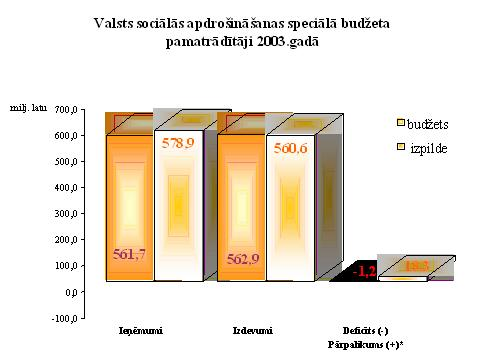 Valsts sociālās apdrošināšanas speciālā budžeta
pamatrādītāji 2003.gadā
milj. latu
700,0
600,0
500,0
400,0
300,0
200,0
100,0
0,0
-100,0
578,9
560,6
561,7
562,9
-1,2
18.3
budžets
izpilde
Ieņēmumi
Izdevumi
Deficīts (-)
Pārpalikums (+)*